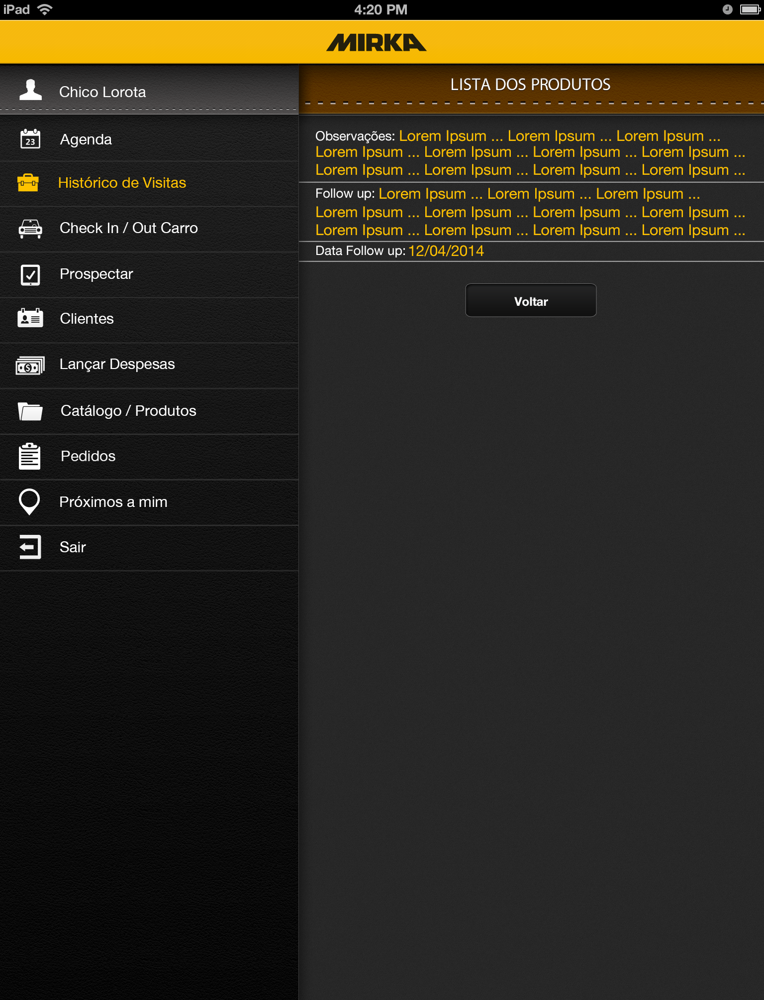 iPad
4:20 PM
MIRKA
Chico Lorota
23
Agenda
Histórico de Visitas
Check In / Out Carro
Prospectar
Clientes
$
Lançar Despesas
Catálogo / Produtos
Pedidos
Próximos a mim
Sair
LISTA DOS PRODUTOS
Observações: Lorem Ipsum ... Lorem Ipsum ... Lorem Ipsum ...
Lorem Ipsum ... Lorem Ipsum ... Lorem Ipsum ... Lorem Ipsum ...
Lorem Ipsum ... Lorem Ipsum ... Lorem Ipsum ... Lorem Ipsum ...
Follow up: Lorem Ipsum ... Lorem Ipsum ... Lorem Ipsum ...
Lorem Ipsum ... Lorem Ipsum ... Lorem Ipsum ... Lorem Ipsum ...
Lorem Ipsum ... Lorem Ipsum ... Lorem Ipsum ... Lorem Ipsum ...
Data Follow up: 12/04/2014
Voltar